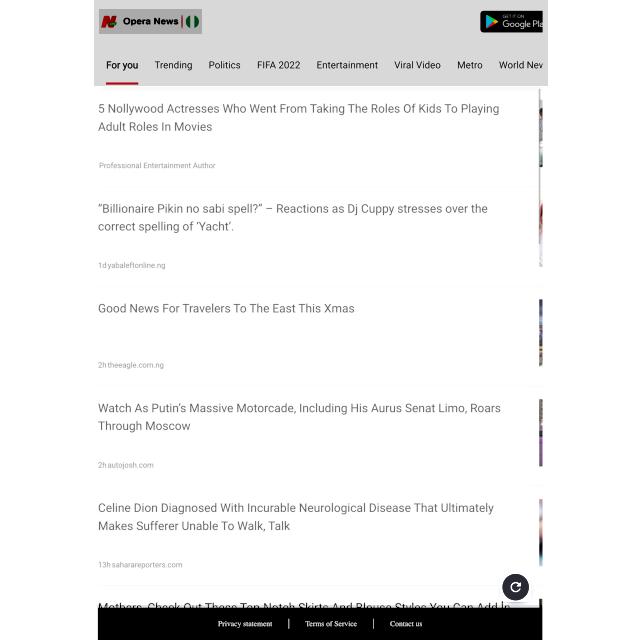 Opera News
GET IT ON
Google Pla
For you Trending Politics FIFA 2022 Entertainment Viral Video Metro World Nev
5 Nollywood Actresses Who Went From Taking The Roles Of Kids To Playing
Adult Roles In Movies
Professional Entertainment Author
“Billionaire Pikin no sabi spell?” – Reactions as Dj Cuppy stresses over the
correct spelling of ‘Yacht’.
1d yabaleftonline.ng
Good News For Travelers To The East This Xmas
2h theeagle.com.ng
Watch As Putin’s Massive Motorcade, Including His Aurus Senat Limo, Roars
Through Moscow
2h autojosh.com
Celine Dion Diagnosed With Incurable Neurological Disease That Ultimately
Makes Sufferer Unable To Walk, Talk
13h saharareporters.com
Mothers, Check Out These Top Notch Skirts And Blouse Styles You Can Add In
Privacy statement | Terms of Service | Contact us